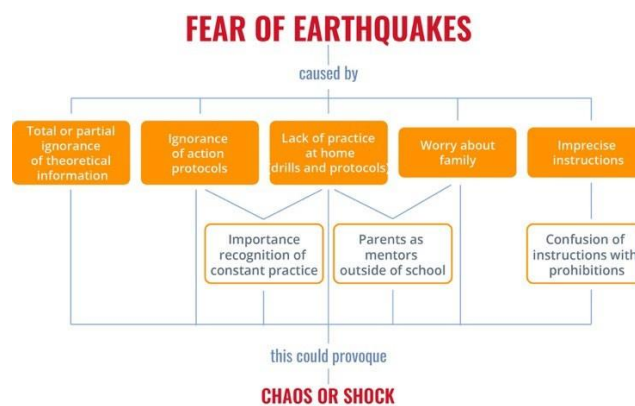 FEAR OF EARTHQUAKES
caused by
Total or partial
ignorance
of theoretical
information
Ignorance
of action
protocols
Lack of practice
at home
(drills and protocols)
Worry about
family
Imprecise
instructions
Importance
recognition of
constant practice
Parents as
mentors
outside of school
Confusion of
instructions with
prohibitions
this could provoque
CHAOS OR SHOCK